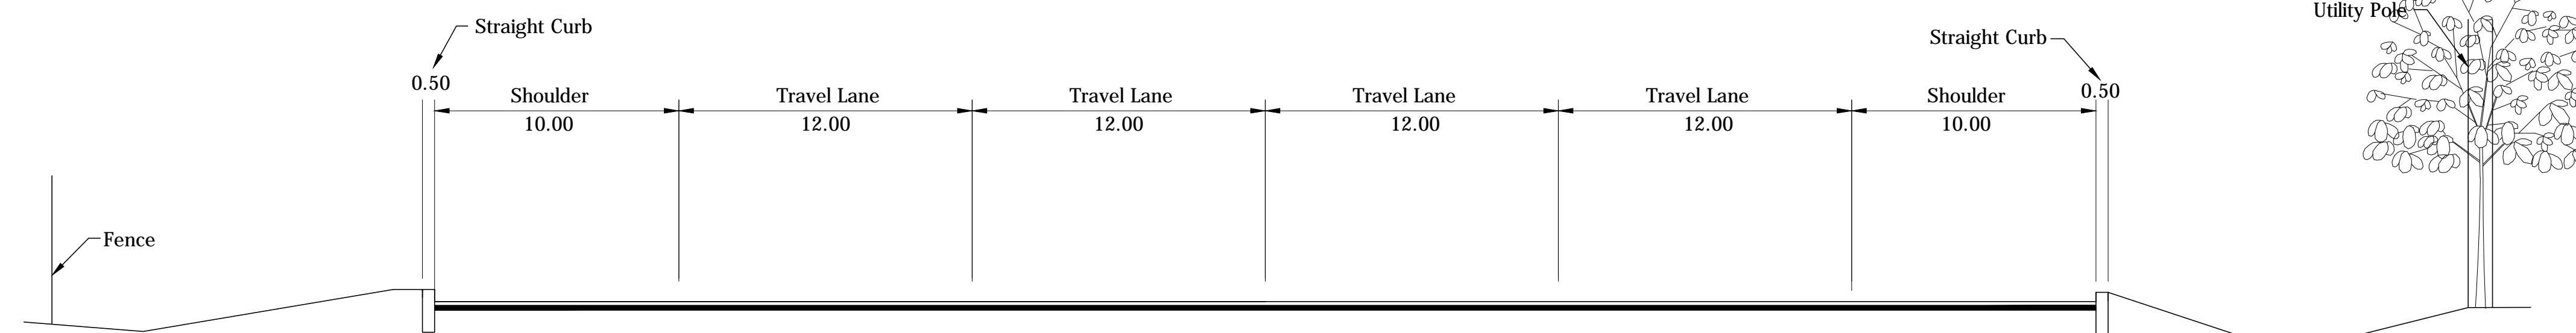 Utility Pole
Straight Curb
Straight Curb
0.50
0.50
Shoulder
Travel Lane
Travel Lane
Travel Lane
Travel Lane
Shoulder
10.00
12.00
12.00
12.00
12.00
10.00
Fence